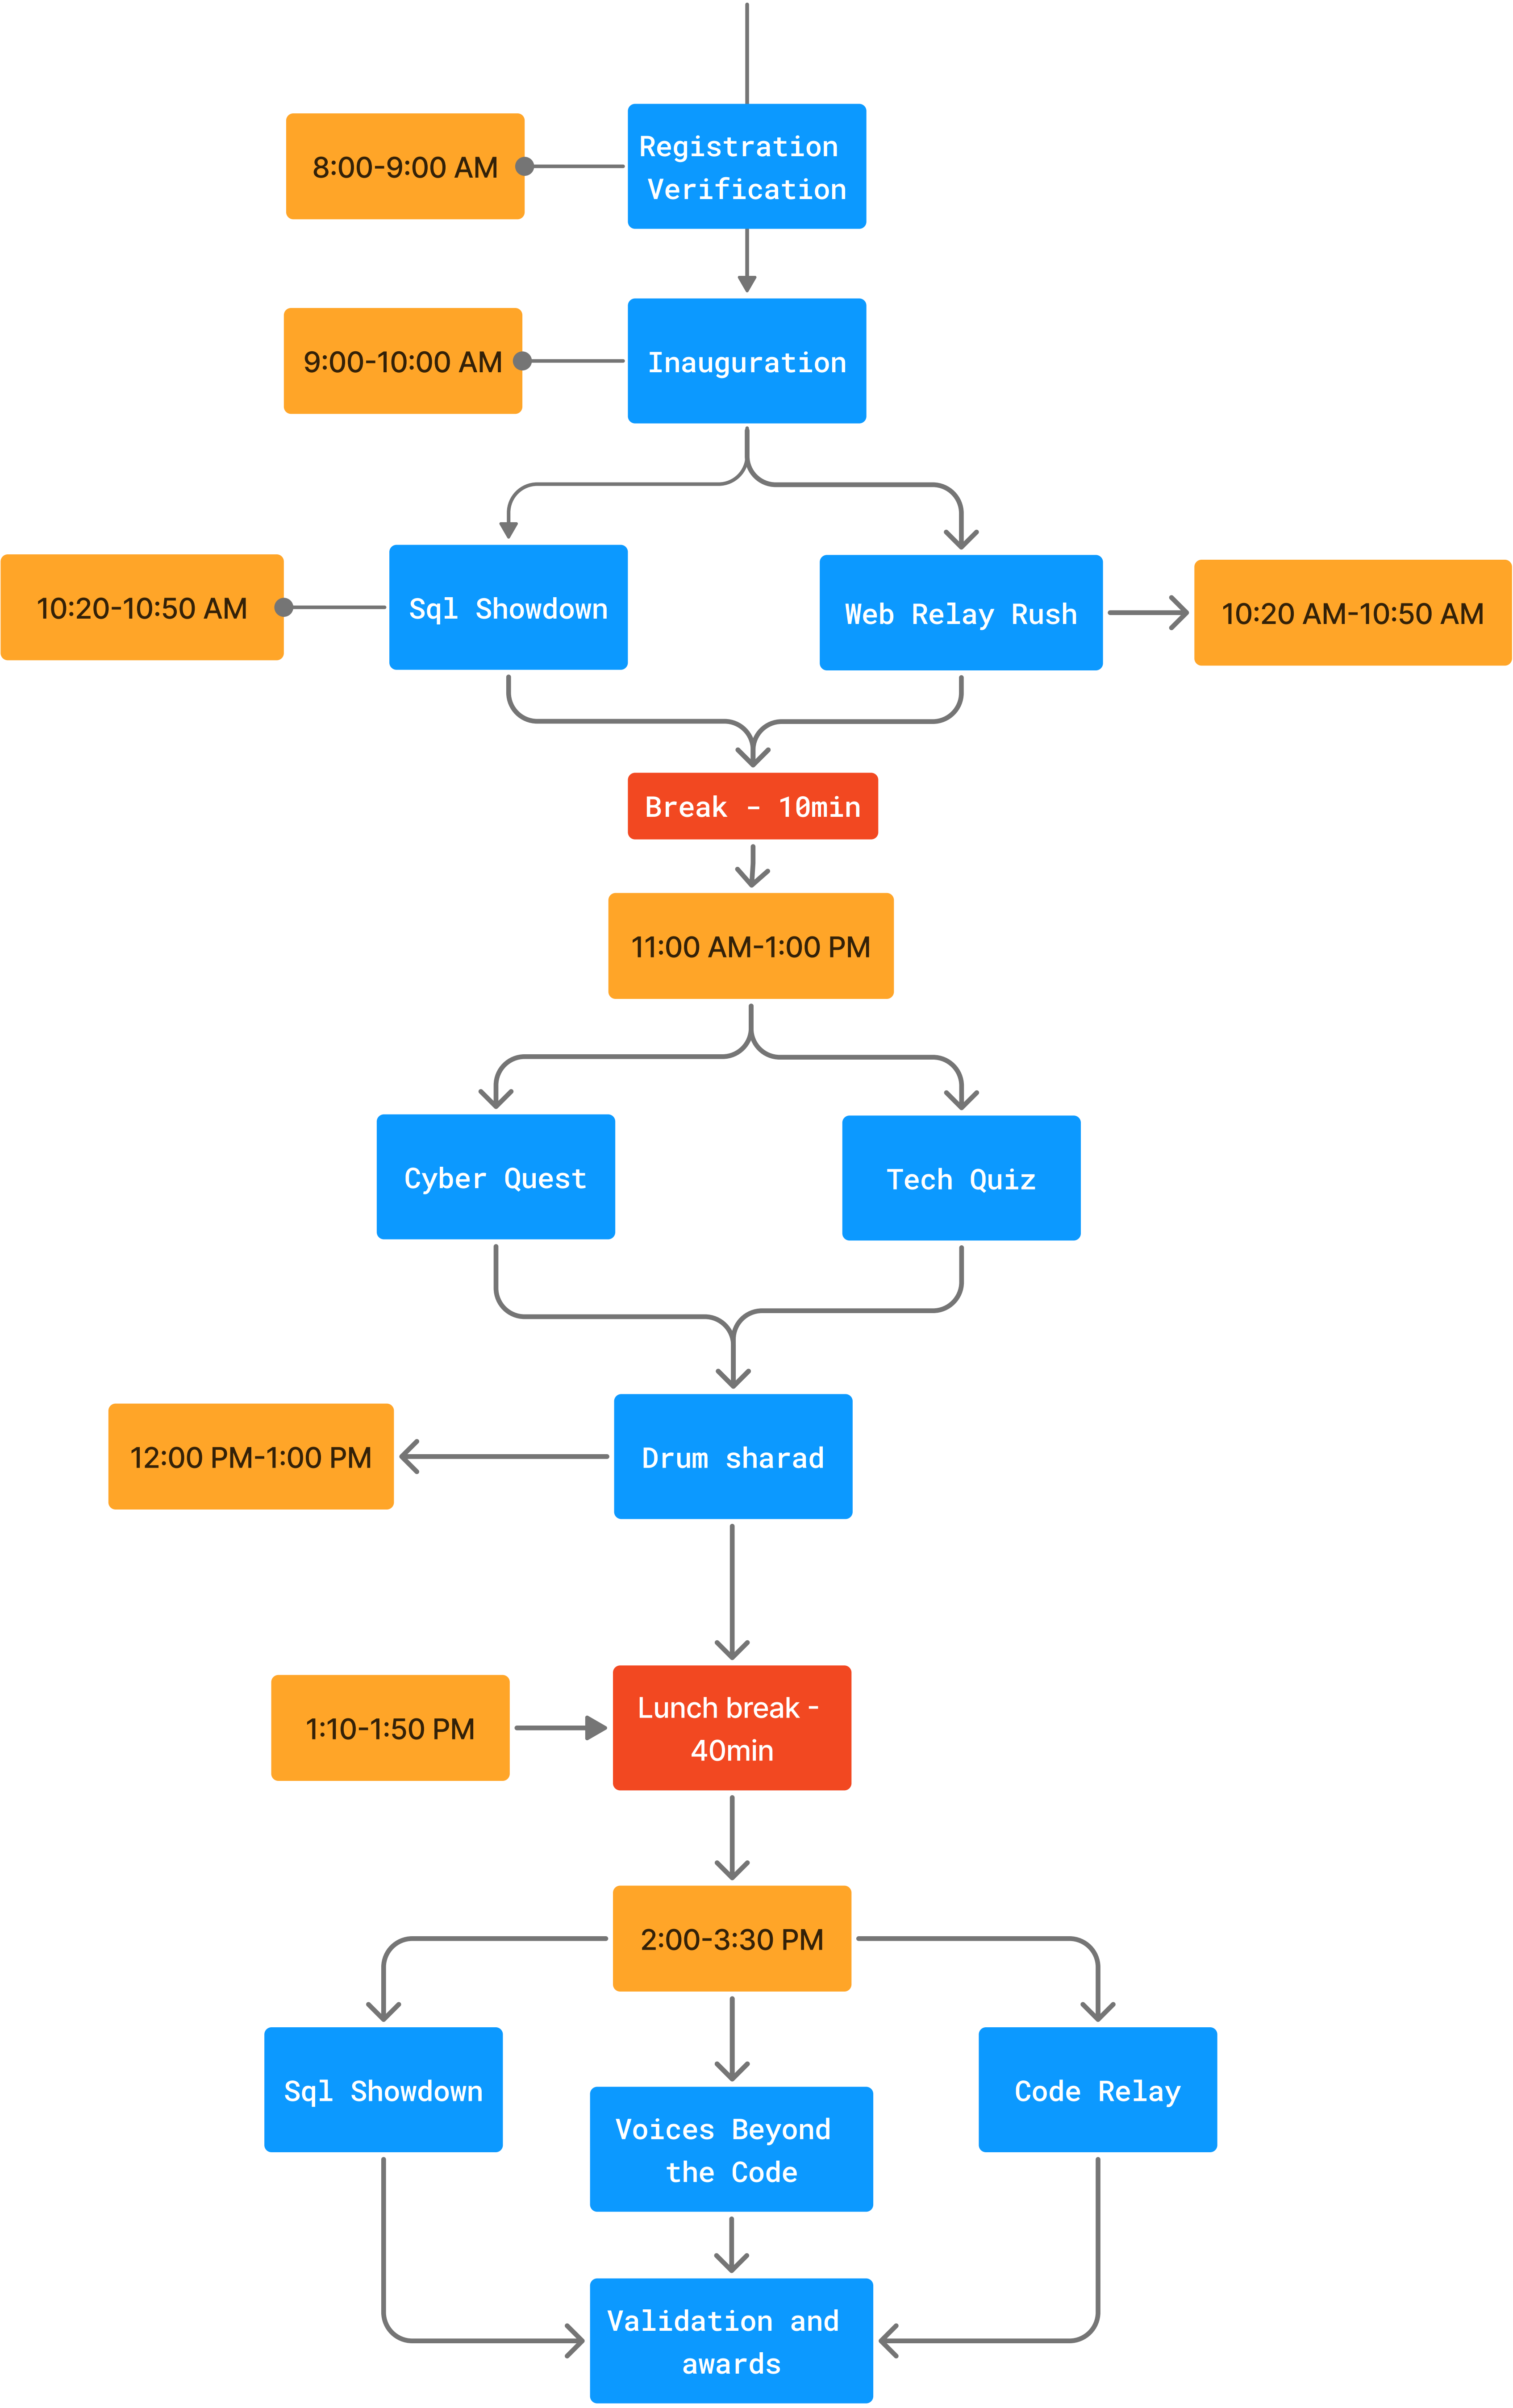 8:00-9:00 AM
Registration
Verification
9:00-10:00 AM
Inauguration
10:20-10:50 AM
Sql Showdown
Web Relay Rush
10:20 AM-10:50 AM
Break - 10min
11:00 AM-1:00 PM
Cyber Quest
Tech Quiz
12:00 PM-1:00 PM
Drum sharad
1:10-1:50 PM
Lunch break -
40min
2:00-3:30 PM
Sql Showdown
Voices Beyond
the Code
Code Relay
Validation and
awards